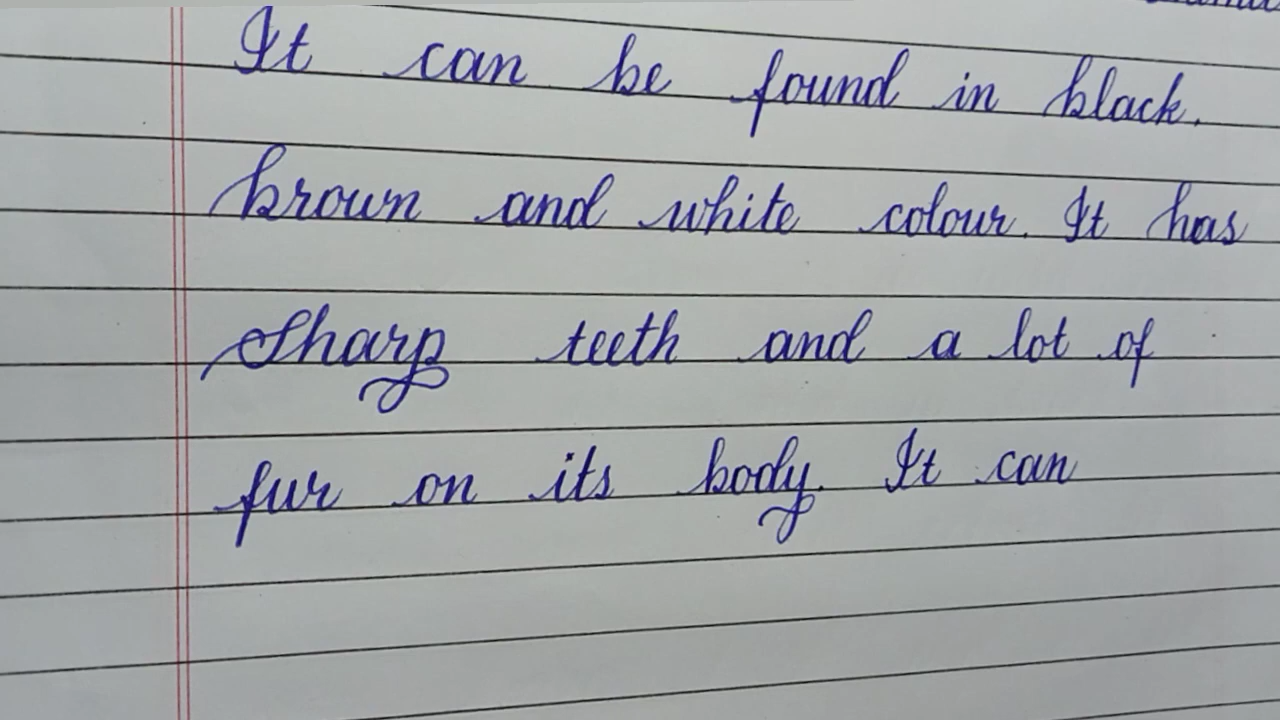 It can be found in black.
brown and white colour. It has
Sharp teeth and a lot of
fur on its body. It can